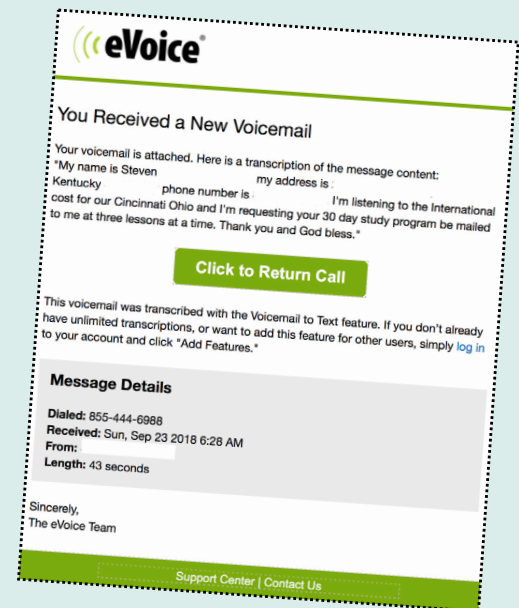 eVoice®
You Received a New Voicemail
Your voicemail is attached. Here is a transcription of the message content:
"My name is Steven my address is
Kentucky phone number is I'm listening to the International
cost for our Cincinnati Ohio and I'm requesting your 30 day study program be mailed
to me at three lessons at a time. Thank you and God bless."
Click to Return Call
This voicemail was transcribed with the Voicemail to Text feature. If you don't already
have unlimited transcriptions, or want to add this feature for other users, simply log in
to your account and click "Add Features."
Message Details
Dialed: 855-444-6988
Received: Sun, Sep 23 2018 6:28 AM
From:
Length: 43 seconds
Sincerely,
The eVoice Team
Support Center | Contact Us